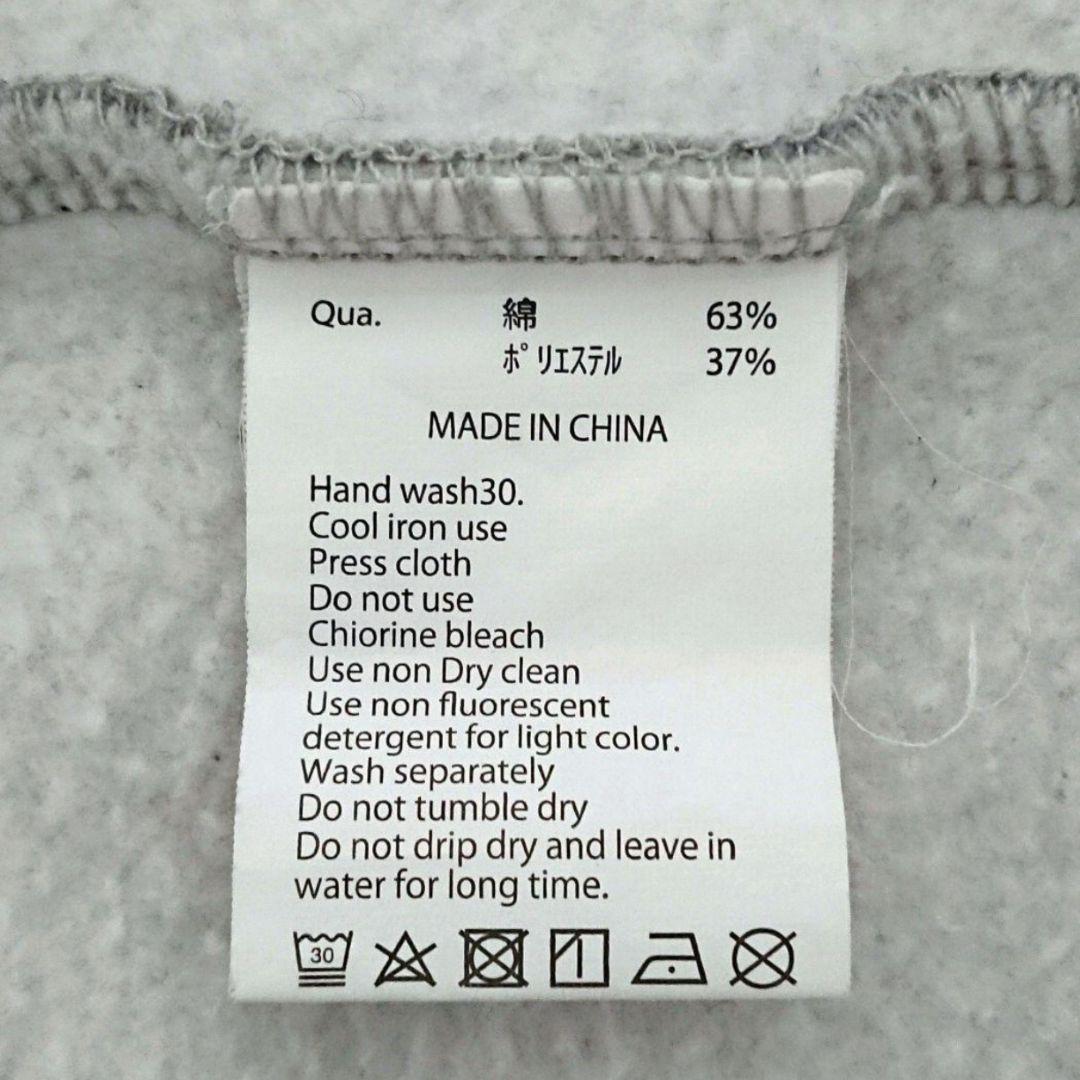 Qua. 綿 63%
ﾎﾟﾘｴｽﾃﾙ 37%
MADE IN CHINA
Hand wash30.
Cool iron use
Press cloth
Do not use
Chiorine bleach
Use non Dry clean
Use non fluorescent
detergent for light color.
Wash separately
Do not tumble dry
Do not drip dry and leave in
water for long time.
30